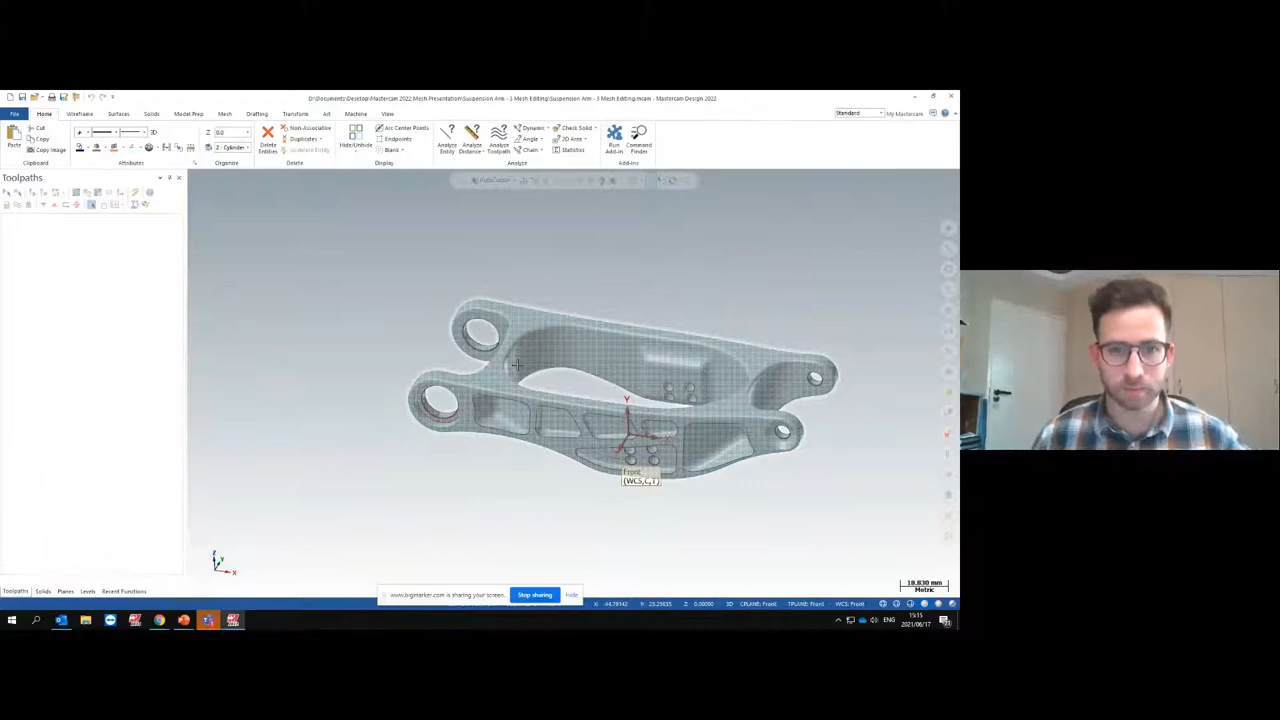 D:\Documents\Desktop\Mastercam 2022 Mesh Presentation\Suspension Arm - 3 Mesh Editing\Suspension Arm - 3 Mesh Editing.mcam - Mastercam Design 2022
File Home Wireframe Surfaces Solids Model Prep Mesh Drafting Transform Art Machine View
Standard My Mastercam
Cut
Copy
Copy Image
Paste
Clipboard
3D
Attributes
Z 0.0
2 : Cylinder
Organize
Delete Entities
Non-Associative
Duplicates
Delete
Hide/Unhide
Arc Center Points
Endpoints
Blank
Display
Analyze Entity
Analyze Distance
Analyze Toolpath
Dynamic
Angle
Chain
Check Solid
2D Area
Statistics
Analyze
Run Add-In
Command Finder
Add-Ins
Toolpaths
AutoCursor
Y
Front
(WCS,C,T)
X
18.830 mm
Metric
Toolpaths Solids Planes Levels Recent Functions
www.bigmarker.com is sharing your screen.
Stop sharing
Hide
3D CPLANE: Front TPLANE: Front WCS: Front
ENG
15:15
2021/06/17